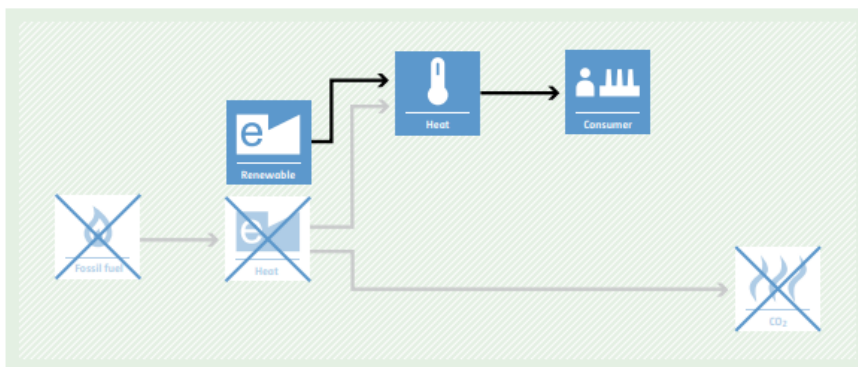 Heat
Consumer
e
Renewable
Fossil fuel
e
Heat
CO₂